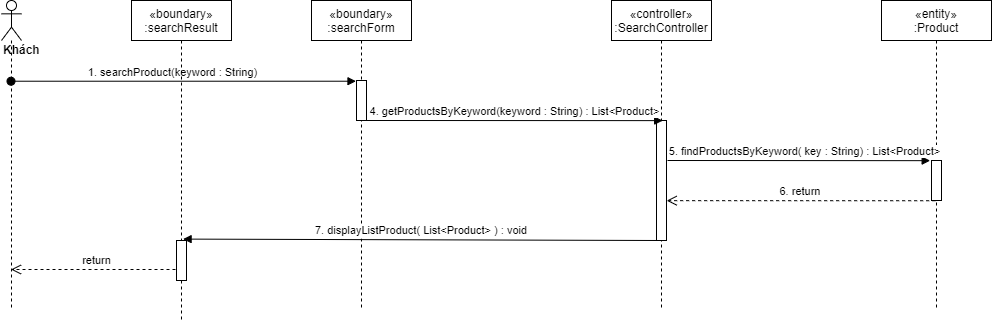 «boundary»
:searchResult
«boundary»
:searchForm
«controller»
:SearchController
«entity»
:Product
Khách
1. searchProduct(keyword : String)
4. getProductsByKeyword(keyword : String) : List<Product>
5. findProductsByKeyword( key : String) : List<Product>
6. return
7. displayListProduct( List<Product> ) : void
return